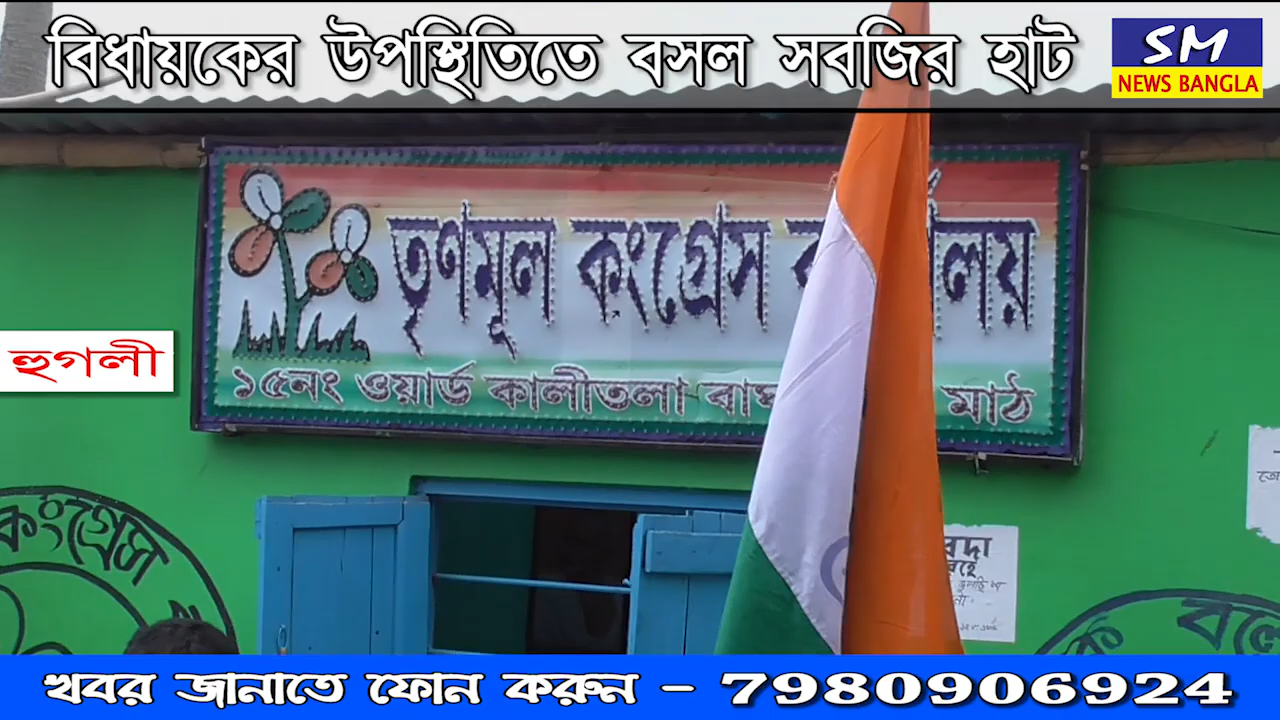 বিধায়কের উপস্থিতিতে বসল সবজির হাট
SM
NEWS BANGLA
তৃণমূল কংগ্রেস
১৫নং ওয়ার্ড কালীতলা মাঠ
হুগলী
কংগ্রেস
খবর জানাতে ফোন করুন - 7980906924